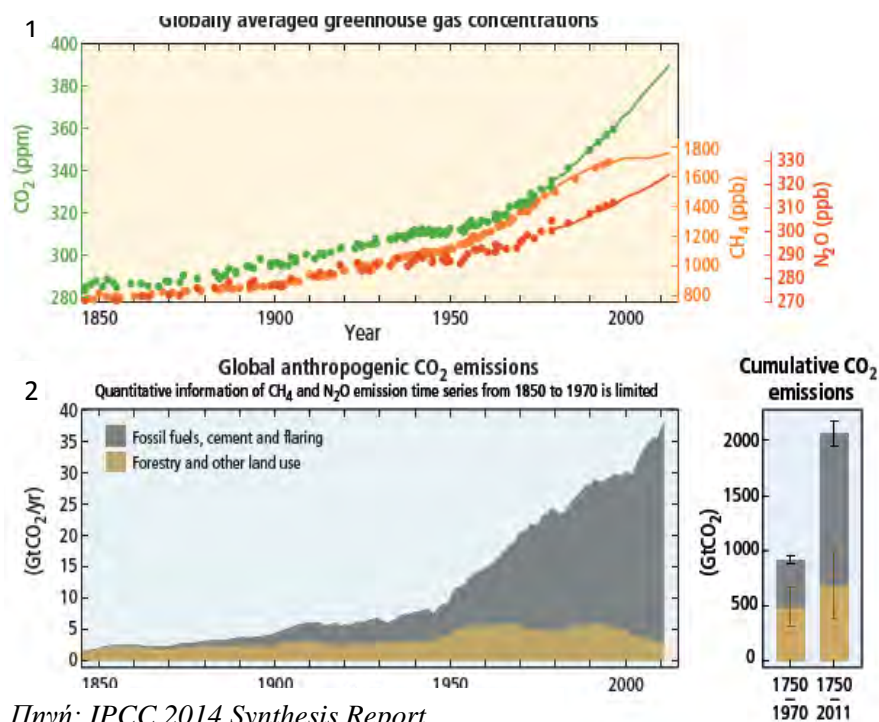 1
Globally averaged greenhouse gas concentrations
400
380
360
340
320
300
280
CO₂ (ppm)
1800
1600
1400
1200
1000
800
CH₄ (ppb)
330
320
310
300
290
280
270
N₂O (ppb)
1850 1900 1950 2000
Year
2
Global anthropogenic CO₂ emissions
Quantitative information of CH₄ and N₂O emission time series from 1850 to 1970 is limited
40
35
30
25
20
15
10
5
0
(GtCO₂/yr)
Fossil fuels, cement and flaring
Forestry and other land use
1850 1900 1950 2000
Cumulative CO₂
emissions
2000
1500
1000
500
0
(GtCO₂)
1750 1750
– –
1970 2011
Πηγή: IPCC 2014 Synthesis Report